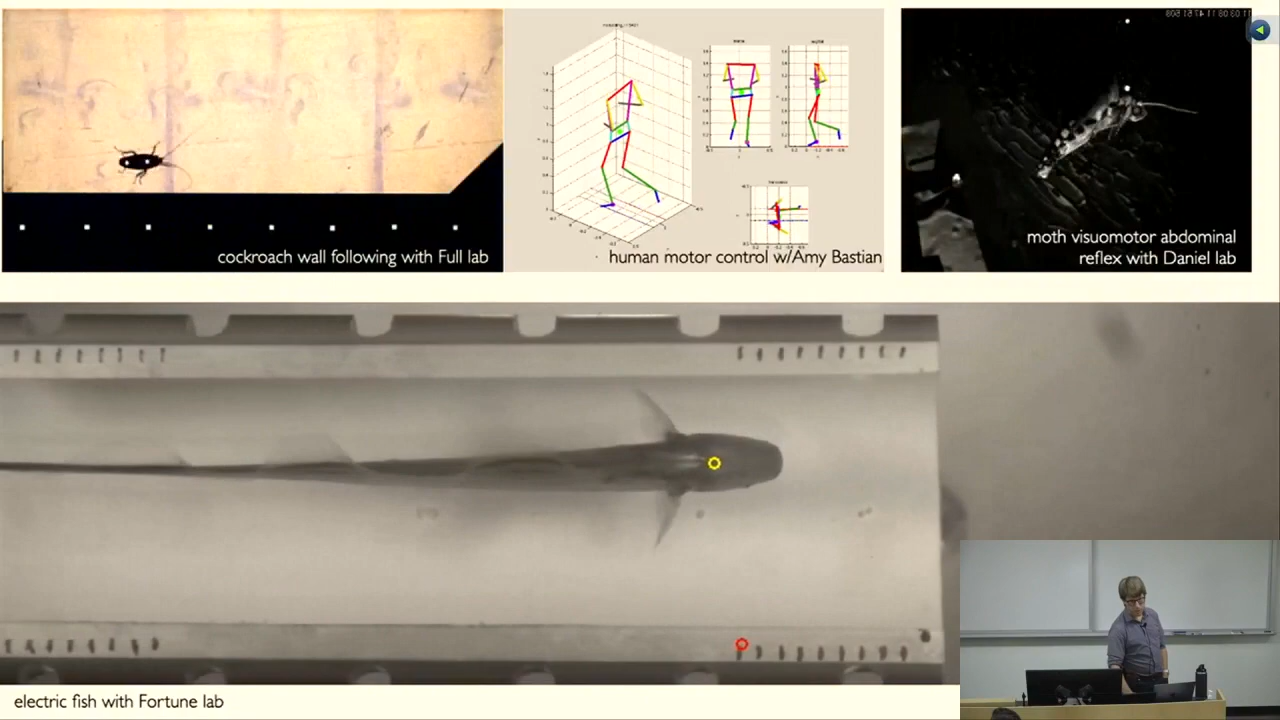 cockroach wall following with Full lab
human motor control w/Amy Bastian
moth visuomotor abdominal
reflex with Daniel lab
electric fish with Fortune lab